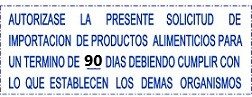 AUTORIZASE LA PRESENTE SOLICITUD DE
IMPORTACION DE PRODUCTOS ALIMENTICIOS PARA
UN TERMINO DE 90 DIAS DEBIENDO CUMPLIR CON
LO QUE ESTABLECEN LOS DEMAS ORGANISMOS